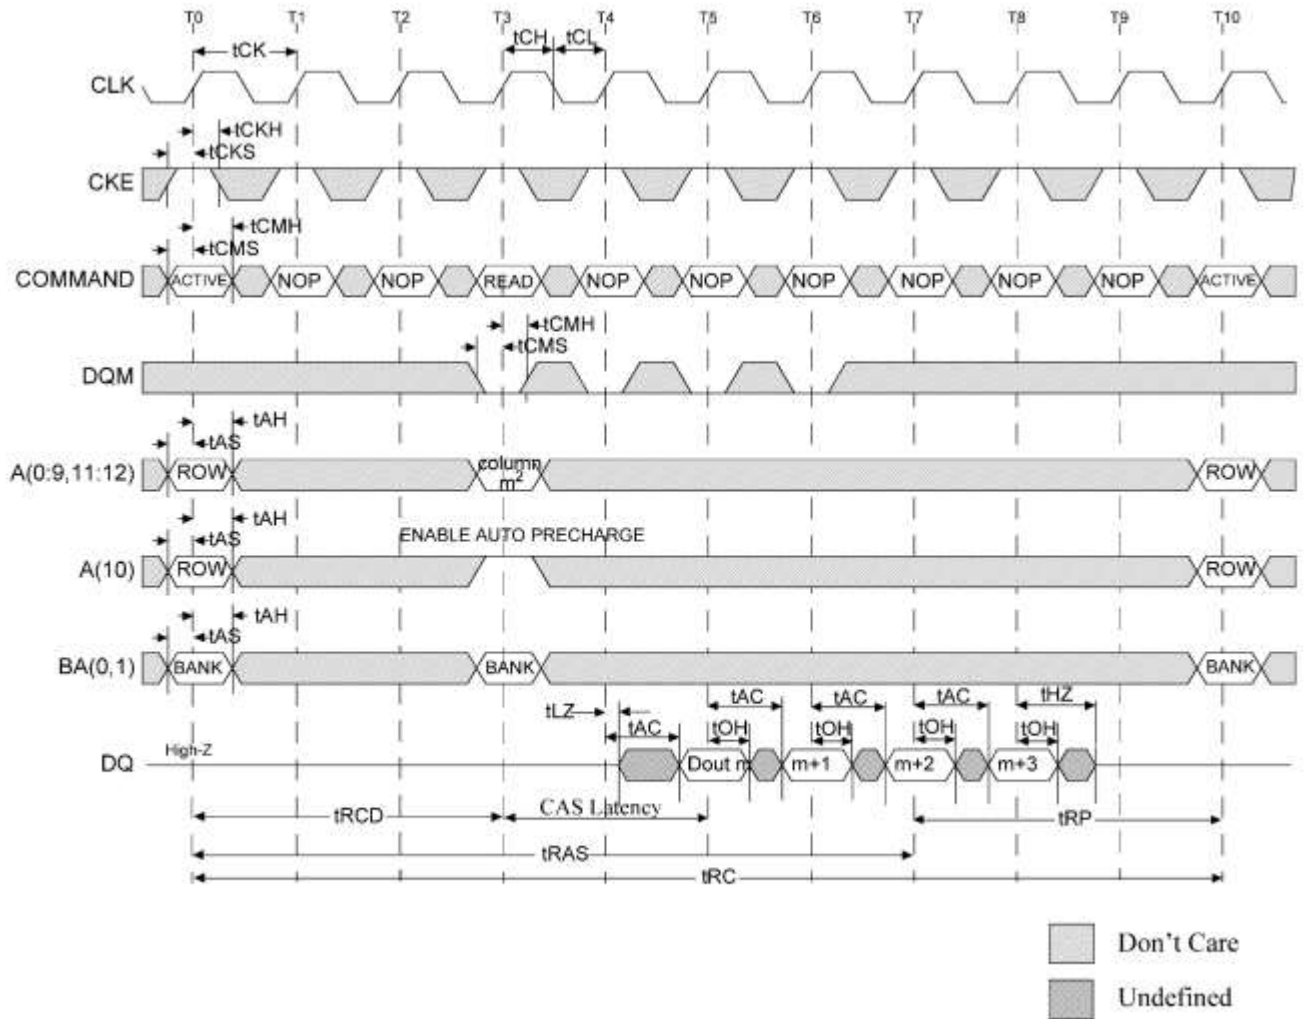 T0 T1 T2 T3 T4 T5 T6 T7 T8 T9 T10
tCK tCH tCL
CLK
tCKH
tCKS
CKE
tCMH
tCMS
COMMAND ACTIVE NOP NOP READ NOP NOP NOP NOP NOP NOP ACTIVE
tCMH
tCMS
DQM
tAH
tAS
A(0:9,11:12) ROW column m² ROW
tAH
ENABLE AUTO PRECHARGE
tAS
A(10) ROW ROW
tAH
tAS
BA(0,1) BANK BANK BANK
tAC tAC tAC tHZ
tLZ
tAC tOH tOH tOH tOH
High-Z
DQ Dout m m+1 m+2 m+3
tRCD CAS Latency tRP
tRAS
tRC
Don't Care
Undefined